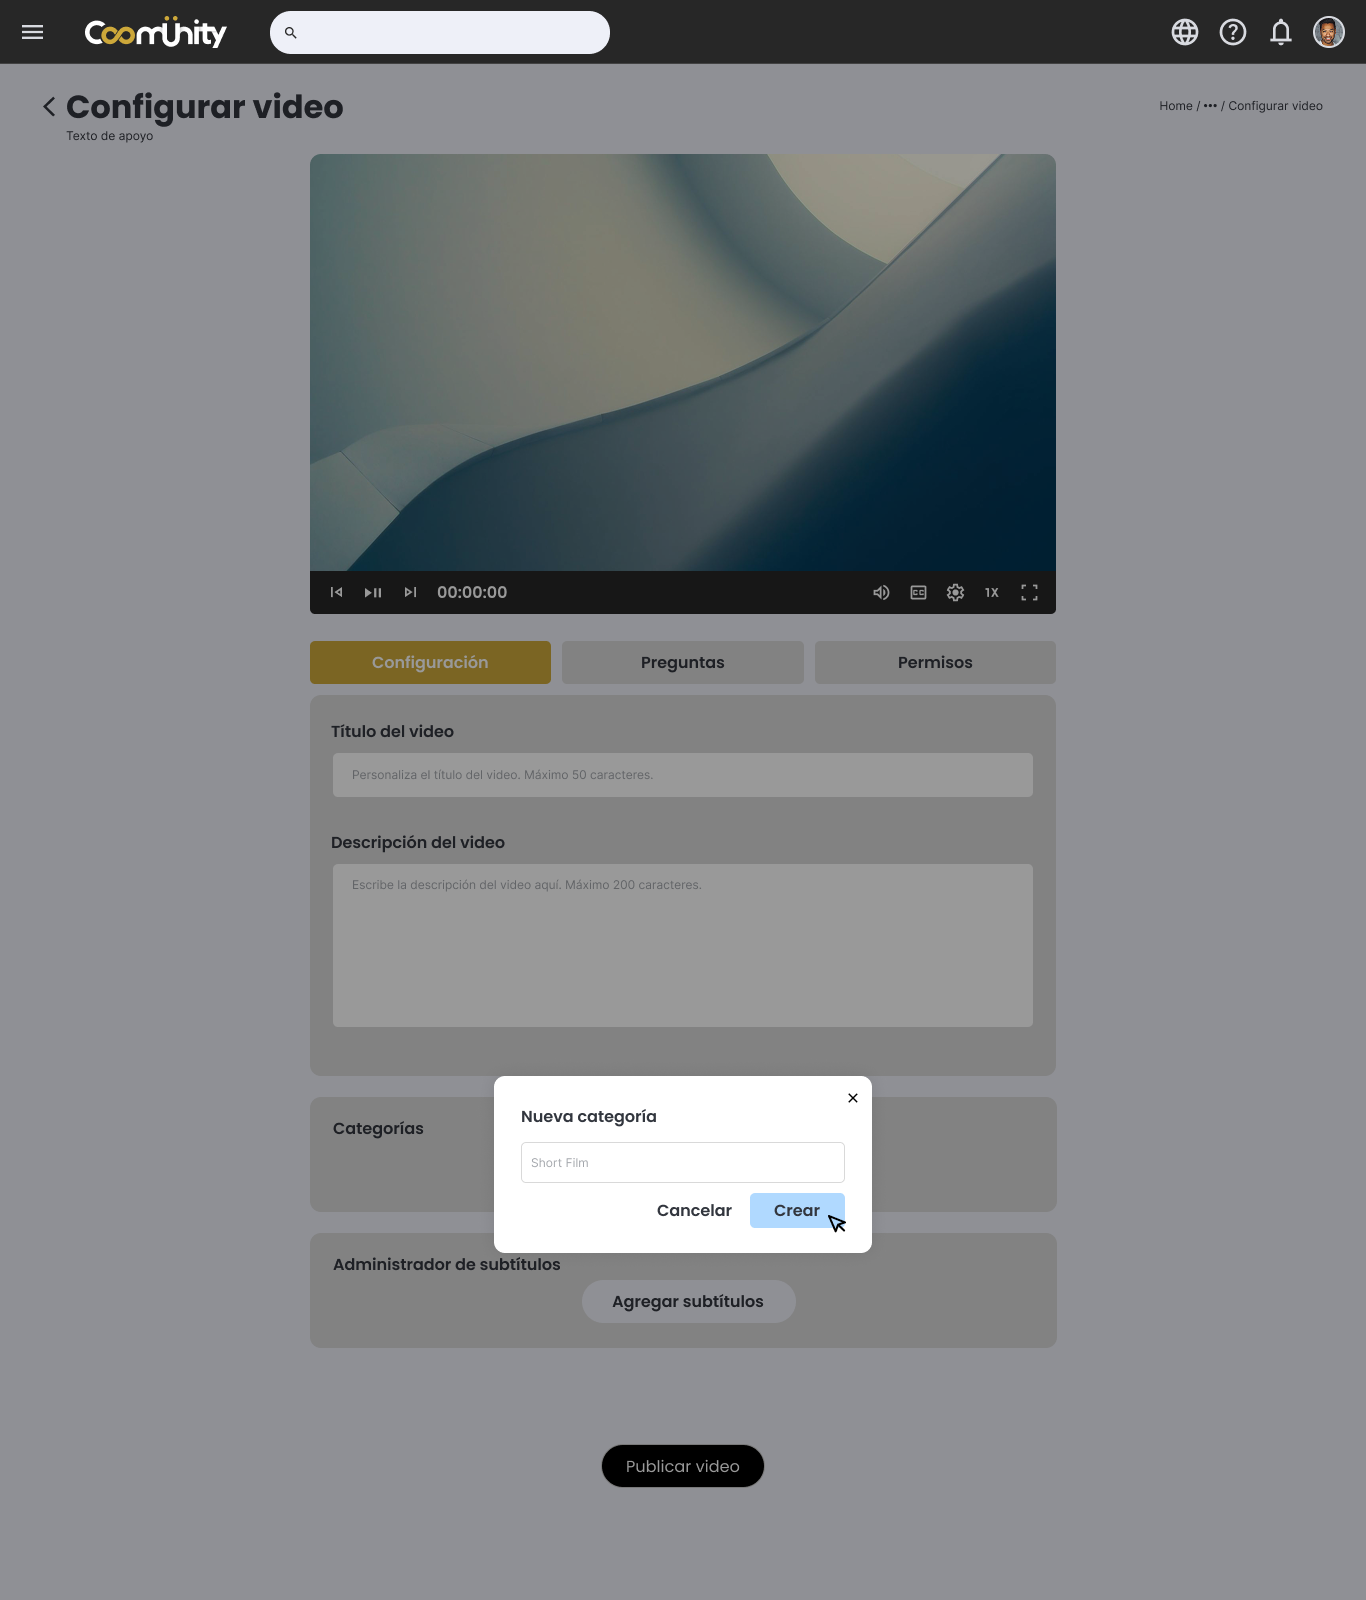 Coomünity
Configurar video
Texto de apoyo
Home / ••• / Configurar video
00:00:00
CC
1X
Configuración
Preguntas
Permisos
Título del video
Personaliza el título del video. Máximo 50 caracteres.
Descripción del video
Escribe la descripción del video aquí. Máximo 200 caracteres.
Nueva categoría
Categorías
Short Film
Cancelar
Crear
Administrador de subtítulos
Agregar subtítulos
Publicar video